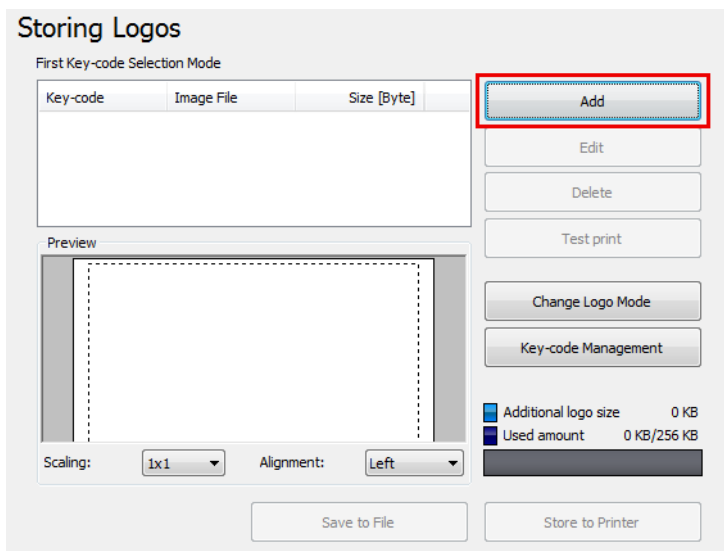 Storing Logos
First Key-code Selection Mode
Key-code Image File Size [Byte]
Add
Edit
Delete
Test print
Preview
Change Logo Mode
Key-code Management
Additional logo size 0 KB
Used amount 0 KB/256 KB
Scaling: 1x1 Alignment: Left
Save to File Store to Printer